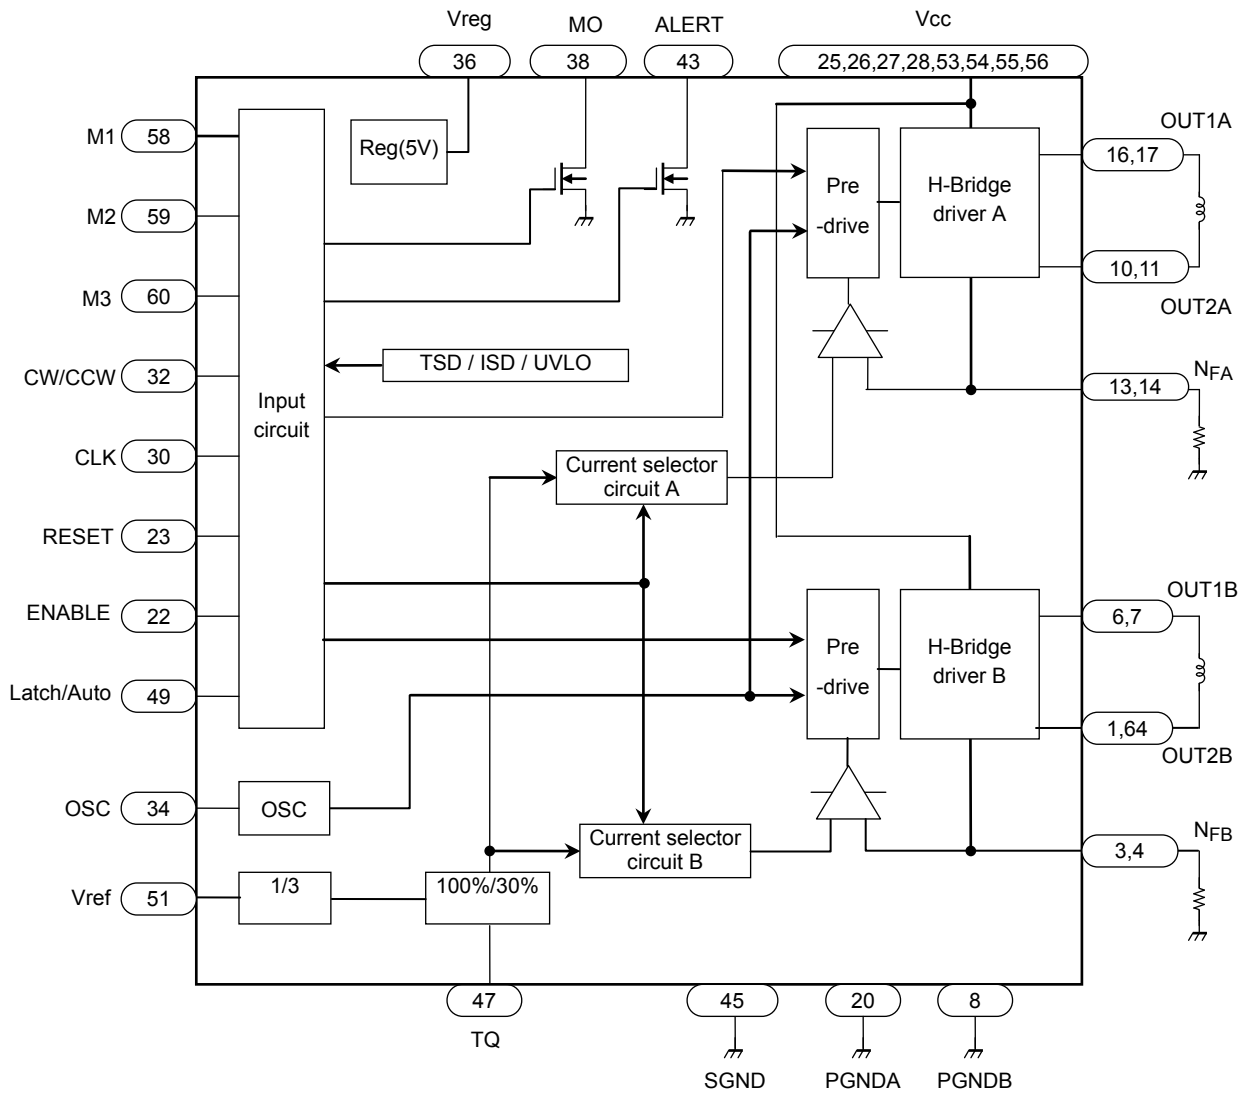 Vreg
MO
ALERT
Vcc
36
38
43
25,26,27,28,53,54,55,56
M1
58
Reg(5V)
Pre
-drive
H-Bridge
driver A
OUT1A
16,17
M2
59
10,11
OUT2A
M3
60
TSD / ISD / UVLO
CW/CCW
32
Input
circuit
NFA
13,14
CLK
30
Current selector
circuit A
RESET
23
ENABLE
22
Pre
-drive
H-Bridge
driver B
OUT1B
6,7
Latch/Auto
49
1,64
OUT2B
OSC
34
OSC
Current selector
circuit B
NFB
3,4
Vref
51
1/3
100%/30%
47
TQ
45
SGND
20
PGNDA
8
PGNDB